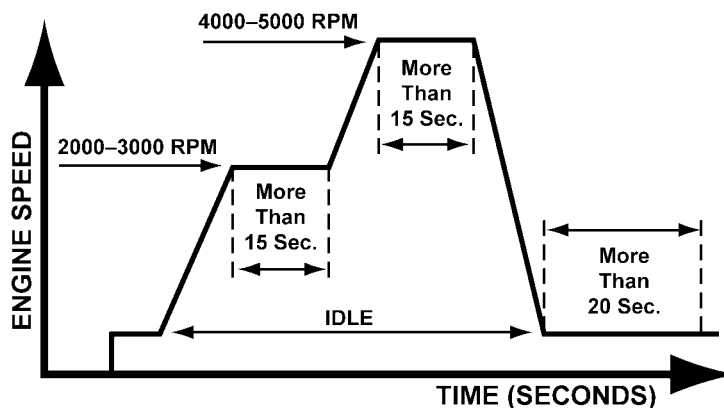 4000–5000 RPM
More
Than
15 Sec.
2000–3000 RPM
More
Than
15 Sec.
More
Than
20 Sec.
IDLE
ENGINE SPEED
TIME (SECONDS)